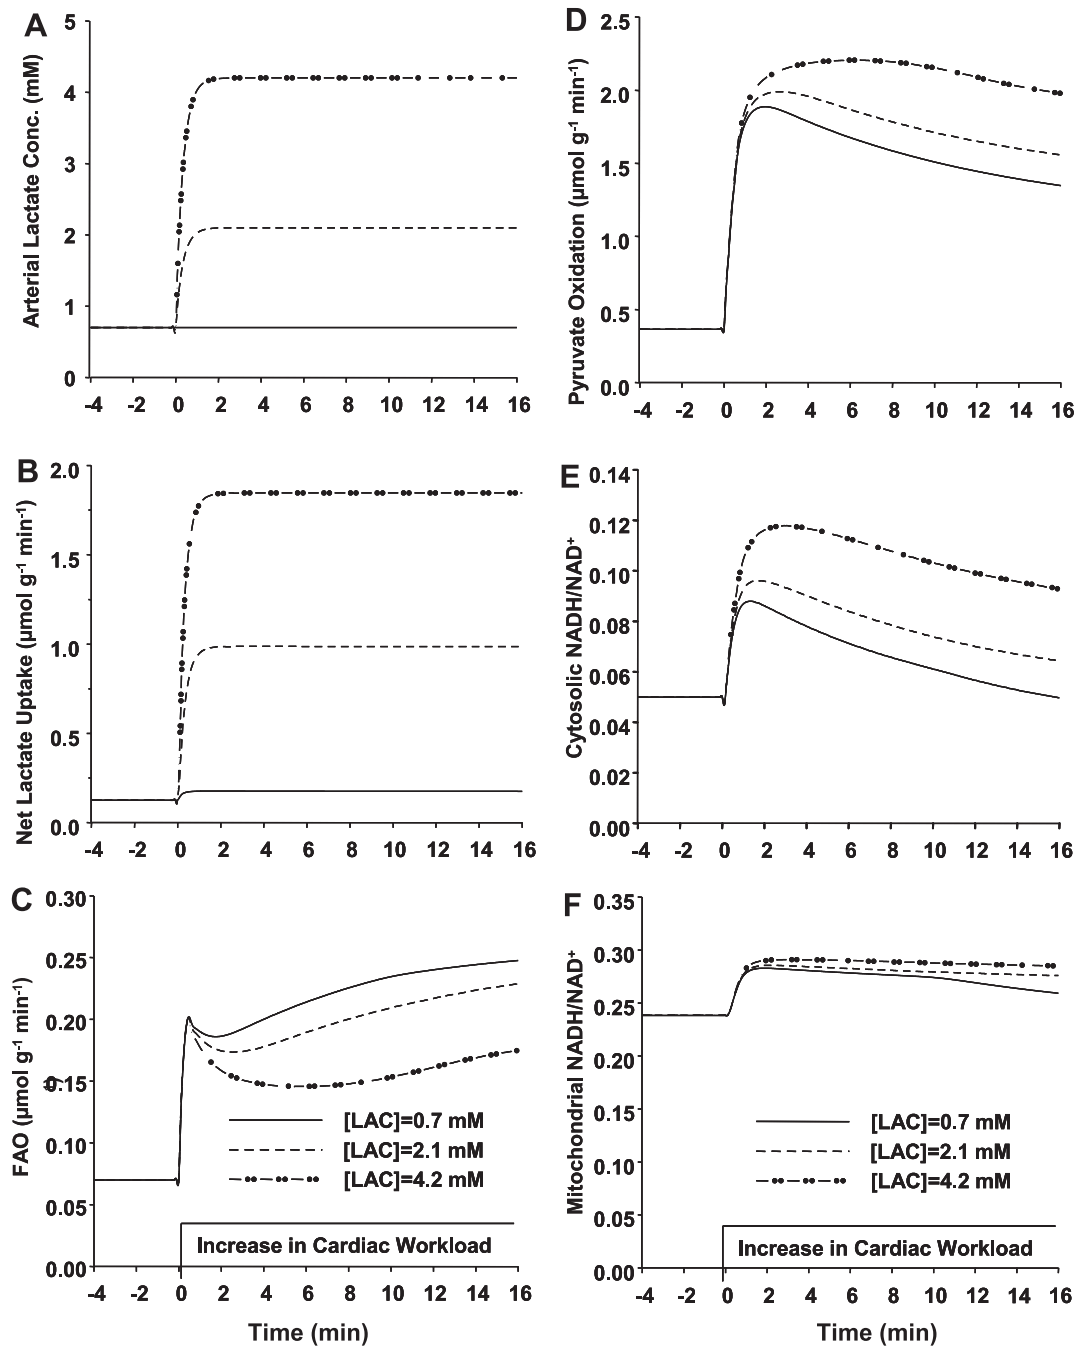 A
Arterial Lactate Conc. (mM)
5
4
3
2
1
0
-4 -2 0 2 4 6 8 10 12 14 16
B
Net Lactate Uptake (μmol g⁻¹ min⁻¹)
2.0
1.5
1.0
0.5
0.0
-4 -2 0 2 4 6 8 10 12 14 16
C
FAO (μmol g⁻¹ min⁻¹)
)
0.30
0.25
0.20
0.15
0.10
0.05
0.00
[LAC]=0.7 mM
[LAC]=2.1 mM
[LAC]=4.2 mM
Increase in Cardiac Workload
-4 -2 0 2 4 6 8 10 12 14 16
Time (min)
D
Pyruvate Oxidation (μmol g⁻¹ min⁻¹)
2.5
2.0
1.5
1.0
0.5
0.0
-4 -2 0 2 4 6 8 10 12 14 16
E
Cytosolic NADH/NAD⁺
0.14
0.12
0.10
0.08
0.06
0.04
0.02
0.00
-4 -2 0 2 4 6 8 10 12 14 16
F
Mitochondrial NADH/NAD⁺
0.35
0.30
0.25
0.20
0.15
0.10
0.05
0.00
[LAC]=0.7 mM
[LAC]=2.1 mM
[LAC]=4.2 mM
Increase in Cardiac Workload
-4 -2 0 2 4 6 8 10 12 14 16
Time (min)